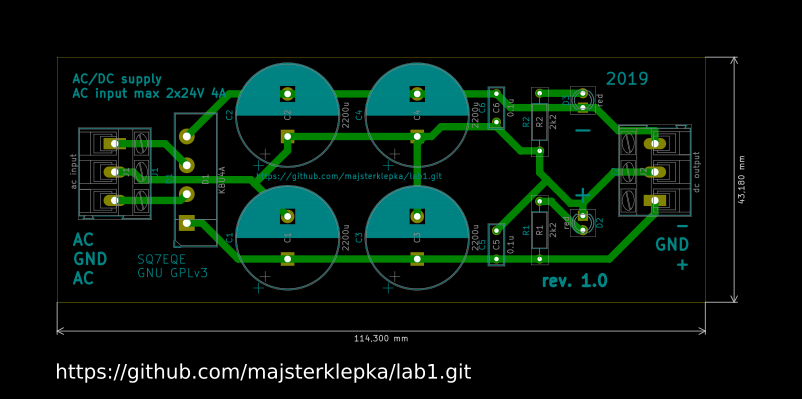 AC/DC supply
AC input max 2x24V 4A
2019
C2
C2
2200u
C4
C4
2200u
C6
C6
0.1u
R2
R2
2k2
red
43,180 mm
ac input
J1
D1
KBU4A
https://github.com/majsterklepka/lab1.git
dc output
AC
GND
AC
SQ7EQE
GNU GPLv3
C1
C1
2200u
C3
C3
2200u
C5
C5
0.1u
R1
R1
2k2
red
D2
−
+
−
GND
+
rev. 1.0
114,300 mm
https://github.com/majsterklepka/lab1.git